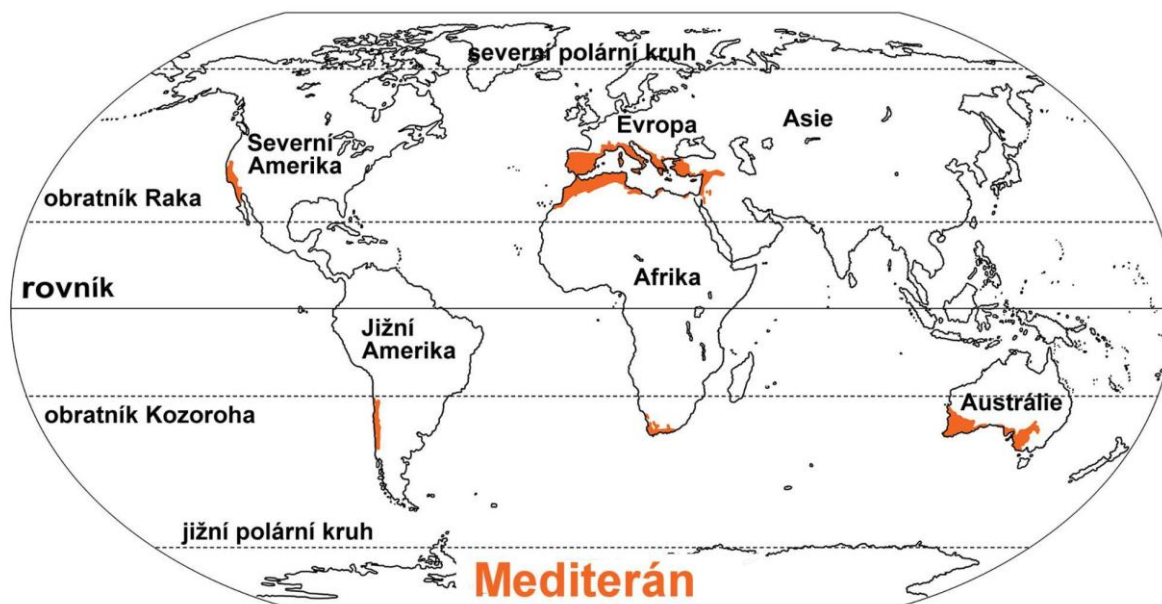 severní polární kruh
Evropa
Asie
Severní
Amerika
obratník Raka
Afrika
rovník
Jižní
Amerika
Austrálie
obratník Kozoroha
jižní polární kruh
Mediterán